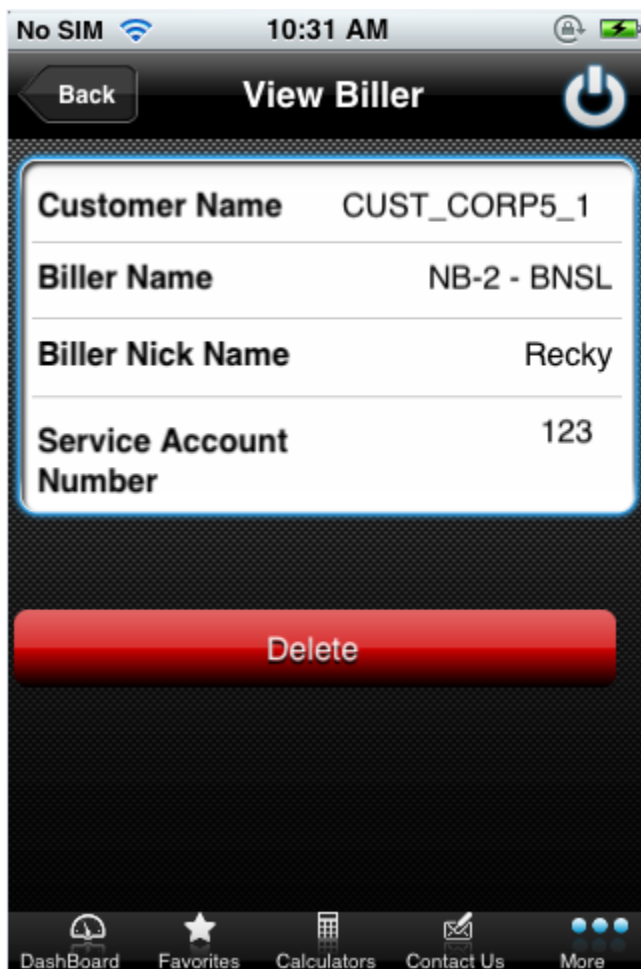 No SIM 10:31 AM
Back View Biller
Customer Name CUST_CORP5_1
Biller Name NB-2 - BNSL
Biller Nick Name Recky
Service Account 123
Number
Delete
DashBoard Favorites Calculators Contact Us More